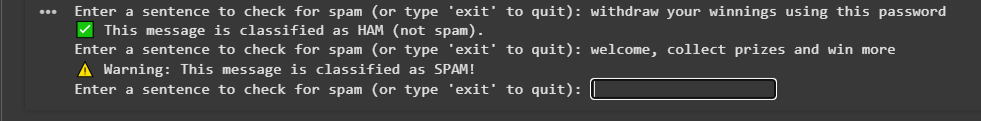 ••• Enter a sentence to check for spam (or type 'exit' to quit): withdraw your winnings using this password
✅ This message is classified as HAM (not spam).
Enter a sentence to check for spam (or type 'exit' to quit): welcome, collect prizes and win more
⚠️ Warning: This message is classified as SPAM!
Enter a sentence to check for spam (or type 'exit' to quit):